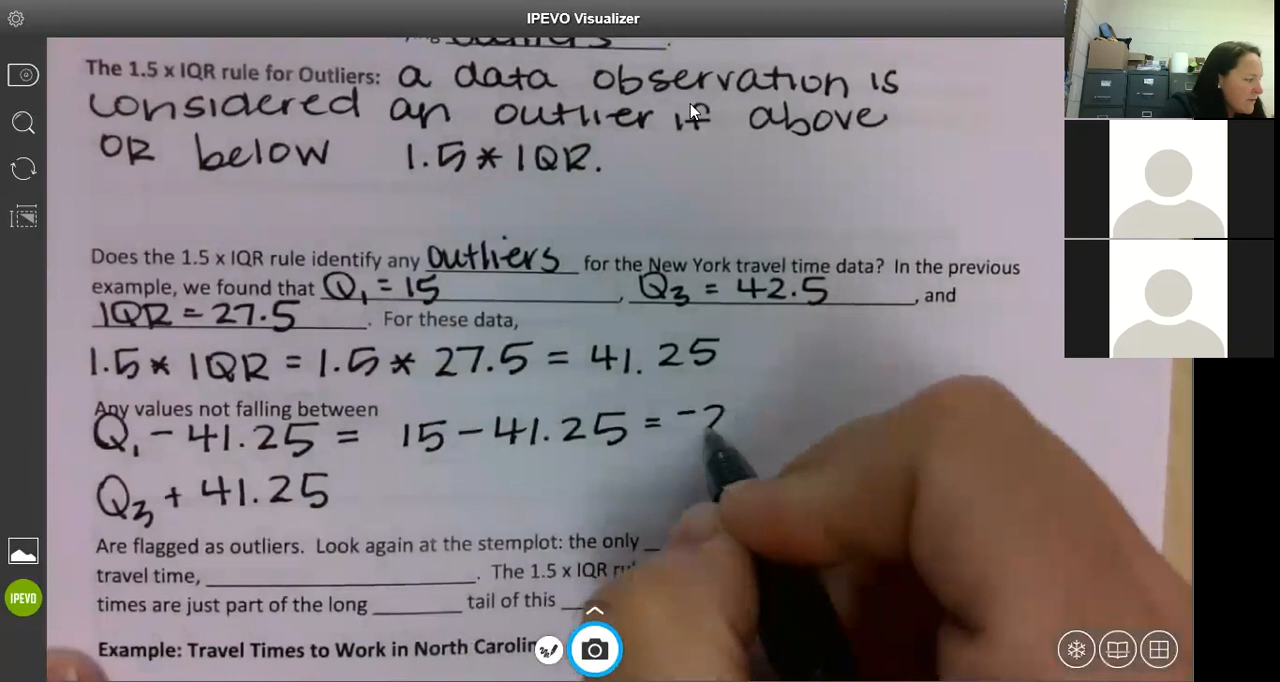 IPEVO Visualizer
outliers.
The 1.5 x IQR rule for Outliers: a data observation is
considered an outlier if above
OR below 1.5 * IQR.
Does the 1.5 x IQR rule identify any outliers for the New York travel time data? In the previous
example, we found that Q1 = 15, Q3 = 42.5, and
IQR = 27.5. For these data,
1.5 * IQR = 1.5 * 27.5 = 41.25
Any values not falling between
Q1 - 41.25 = 15 - 41.25 = -2
Q3 + 41.25
Are flagged as outliers. Look again at the stemplot: the only
travel time, ______. The 1.5 x IQR
times are just part of the long ______ tail of this
Example: Travel Times to Work in North
IPEVO